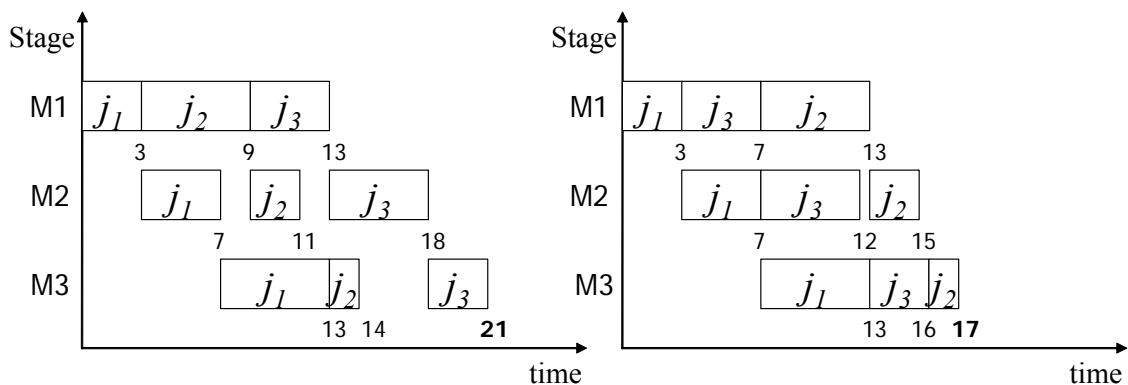 Stage
M1 j1 j2 j3
3 9 13
M2 j1 j2 j3
7 11 18
M3 j1 j2 j3
13 14 21
time
Stage
M1 j1 j3 j2
3 7 13
M2 j1 j3 j2
7 12 15
M3 j1 j3 j2
13 16 17
time